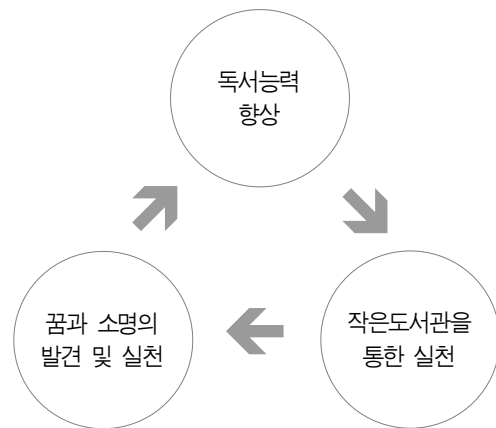 독서능력
향상
꿈과 소명의
발견 및 실천
작은도서관을
통한 실천